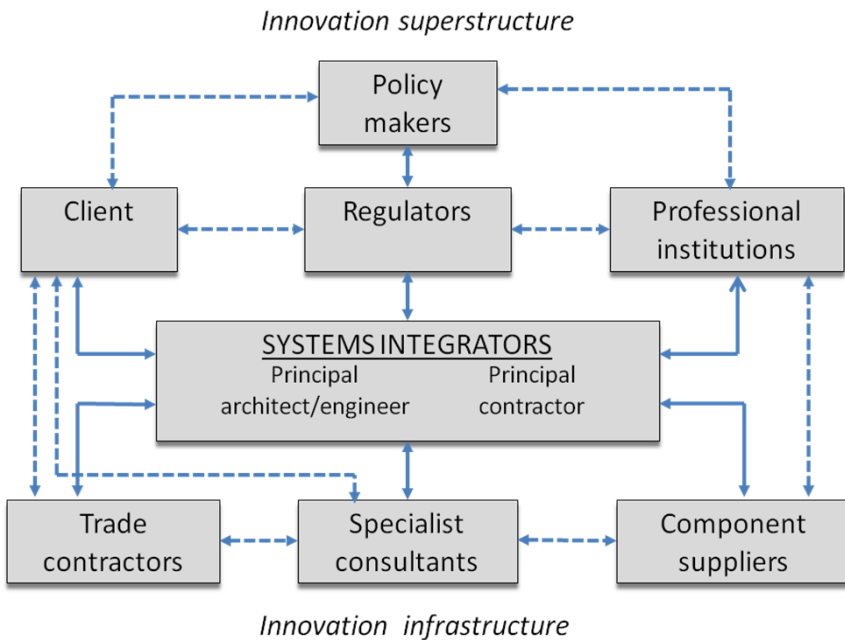 Innovation superstructure
Policy
makers
Client
Regulators
Professional
institutions
SYSTEMS INTEGRATORS
Principal
architect/engineer
Principal
contractor
Trade
contractors
Specialist
consultants
Component
suppliers
Innovation infrastructure